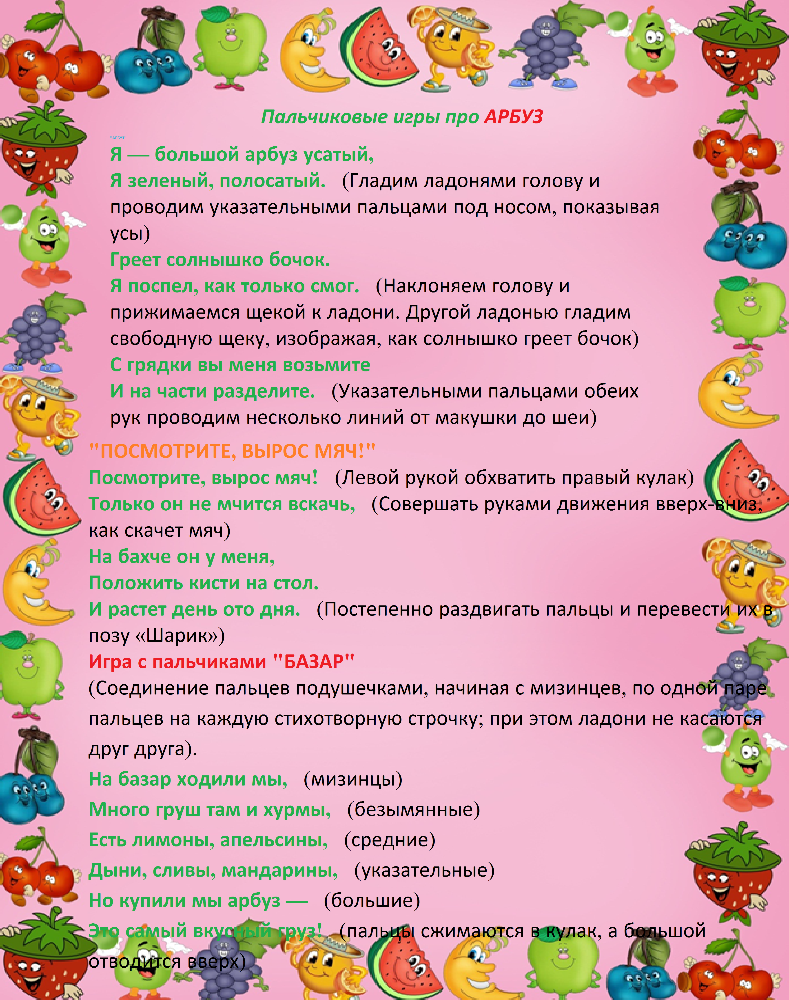 Пальчиковые игры про АРБУЗ
"АРБУЗ"
Я — большой арбуз усатый,
Я зеленый, полосатый. (Гладим ладонями голову и
проводим указательными пальцами под носом, показывая
усы)
Греет солнышко бочок.
Я поспел, как только смог. (Наклоняем голову и
прижимаемся щекой к ладони. Другой ладонью гладим
свободную щеку, изображая, как солнышко греет бочок)
С грядки вы меня возьмите
И на части разделите. (Указательными пальцами обеих
рук проводим несколько линий от макушки до шеи)
"ПОСМОТРИТЕ, ВЫРОС МЯЧ!"
Посмотрите, вырос мяч! (Левой рукой обхватить правый кулак)
Только он не мчится вскачь, (Совершать руками движения вверх-вниз,
как скачет мяч)
На бахче он у меня,
Положить кисти на стол.
И растет день ото дня. (Постепенно раздвигать пальцы и перевести их в
позу «Шарик»)
Игра с пальчиками "БАЗАР"
(Соединение пальцев подушечками, начиная с мизинцев, по одной паре
пальцев на каждую стихотворную строчку; при этом ладони не касаются
друг друга).
На базар ходили мы, (мизинцы)
Много груш там и хурмы, (безымянные)
Есть лимоны, апельсины, (средние)
Дыни, сливы, мандарины, (указательные)
Но купили мы арбуз — (большие)
Это самый вкусный груз! (пальцы сжимаются в кулак, а большой
отводится вверх)